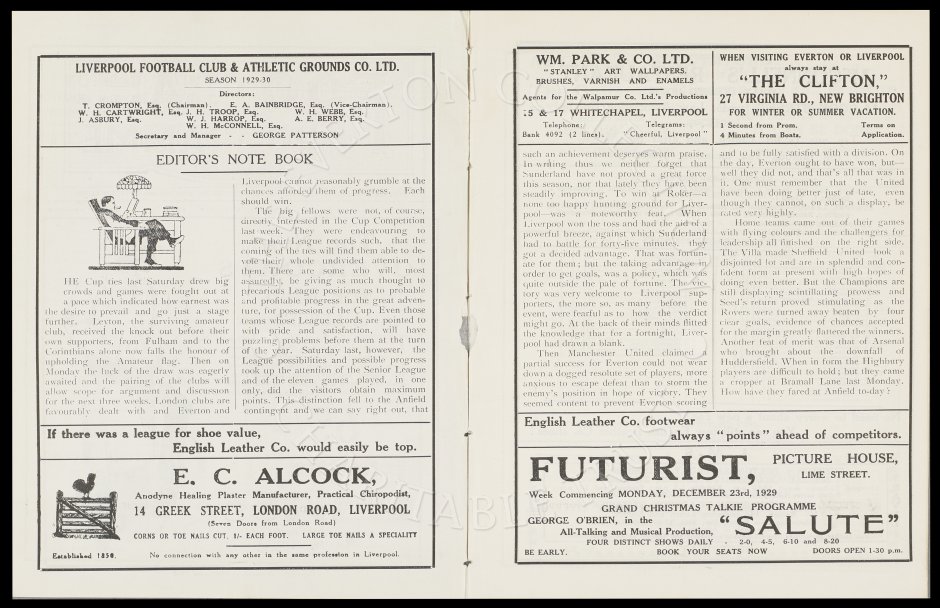 LIVERPOOL FOOTBALL CLUB & ATHLETIC GROUNDS CO. LTD.
SEASON 1929-30
Directors:
T. CROMPTON, Esq. (Chairman). E. A. BAINBRIDGE, Esq. (Vice-Chairman).
W. H. CARTWRIGHT, Esq. J. H. TROOP, Esq. W. H. WEBB, Esq.
J. ASBURY, Esq. W. J. HARROP, Esq. A. E. BERRY, Esq.
W. H. McCONNELL, Esq.
Secretary and Manager - - GEORGE PATTERSON
EDITOR'S NOTE BOOK
HE Cup ties last Saturday drew big
crowds and games were fought out at
a pace which indicated how earnest was
the desire to prevail and go just a stage
further. Leyton, the surviving amateur
club, received the knock out before their
own supporters, from Fulham and to the
Corinthians alone now falls the honour of
upholding the Amateur flag. Then on
Monday the luck of the draw was eagerly
awaited and the pairing of the clubs will
allow scope for argument and discussion
for the next three weeks. London clubs are
favourably dealt with and Everton and
Liverpool cannot reasonably grumble at the
chances afforded them of progress. Each
should win.
The big fellows were not, of course,
directly interested in the Cup Competition
last week. They were endeavouring to
make their League records such, that the
coming of the ties will find them able to de-
vote their whole undivided attention to
them. There are some who will, most
assuredly, be giving as much thought to
precarious League positions as to probable
and profitable progress in the great adven-
ture, for possession of the Cup. Even those
teams whose League records are pointed to
with pride and satisfaction, will have
puzzling problems before them at the turn
of the year. Saturday last, however, the
League possibilities and possible progress
took up the attention of the Senior League
and of the eleven games played, in one
only, did the visitors obtain maximum
points. This distinction fell to the Anfield
contingent and we can say right out, that
If there was a league for shoe value,
English Leather Co. would easily be top.
E. C. ALCOCK,
Anodyne Healing Plaster Manufacturer, Practical Chiropodist,
14 GREEK STREET, LONDON ROAD, LIVERPOOL
(Seven Doors from London Road)
CORNS OR TOE NAILS CUT, 1/- EACH FOOT. LARGE TOE NAILS A SPECIALITY
Established 1850. No connection with any other in the same profession in Liverpool.
WM. PARK & CO. LTD.
"STANLEY" ART WALLPAPERS.
BRUSHES, VARNISH AND ENAMELS
Agents for the Walpamur Co. Ltd.'s Productions
15 & 17 WHITECHAPEL, LIVERPOOL
Telephone: Telegrams:
Bank 4092 (2 lines). "Cheerful, Liverpool"
WHEN VISITING EVERTON OR LIVERPOOL
always stay at
"THE CLIFTON,"
27 VIRGINIA RD., NEW BRIGHTON
FOR WINTER OR SUMMER VACATION.
1 Second from Prom. Terms on
4 Minutes from Boats. Application.
such an achievement deserves warm praise.
In writing thus we neither forget that
Sunderland have not proved a great force
this season, nor that lately they have been
steadily improving. To win at Roker—a
none too happy hunting ground for Liver-
pool—was a noteworthy feat. When
Liverpool won the toss and had the aid of a
powerful breeze, against which Sunderland
had to battle for forty-five minutes, they
got a decided advantage. That was fortun-
ate for them; but the taking advantage in
order to get goals, was a policy, which was
quite outside the pale of fortune. The vic-
tory was very welcome to Liverpool sup-
porters, the more so, as many before the
event, were fearful as to how the verdict
might go. At the back of their minds flitted
the knowledge that for a fortnight, Liver-
pool had drawn a blank.
Then Manchester United claimed a
partial success for Everton could not wear
down a dogged resolute set of players, more
anxious to escape defeat than to storm the
enemy's position in hope of victory. They
seemed content to prevent Everton scoring
and to be fully satisfied with a division. On
the day, Everton ought to have won, but—
well they did not, and that's all that was in
it. One must remember that the United
have been doing better just of late, even
though they cannot, on such a display, be
rated very highly.
Home teams came out of their games
with flying colours and the challengers for
leadership all finished on the right side.
The Villa made Sheffield United look a
disjointed lot and are in splendid and con-
fident form at present with high hopes of
doing even better. But the Champions are
still displaying scintillating prowess and
Seed's return proved stimulating as the
Rovers were turned away beaten by four
clear goals, evidence of chances accepted
for the margin greatly flattered the winners.
Another feat of merit was that of Arsenal
who brought about the downfall of
Huddersfield. When in form the Highbury
players are difficult to hold; but they came
a cropper at Bramall Lane last Monday.
How have they fared at Anfield to-day?
English Leather Co. footwear
always "points" ahead of competitors.
FUTURIST, PICTURE HOUSE,
LIME STREET.
Week Commencing MONDAY, DECEMBER 23rd, 1929
GRAND CHRISTMAS TALKIE PROGRAMME
GEORGE O'BRIEN, in the
All-Talking and Musical Production, "SALUTE"
FOUR DISTINCT SHOWS DAILY - 2-0, 4-5, 6-10 and 8-20
BE EARLY. BOOK YOUR SEATS NOW DOORS OPEN 1-30 p.m.